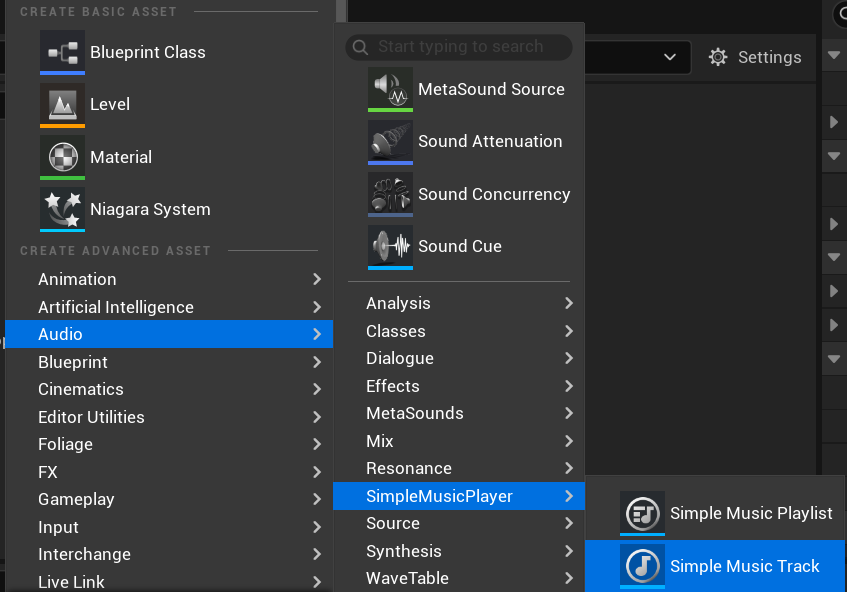 CREATE BASIC ASSET
Blueprint Class
Level
Material
Niagara System
CREATE ADVANCED ASSET
Animation
Artificial Intelligence
Audio
Blueprint
Cinematics
Editor Utilities
Foliage
FX
Gameplay
Input
Interchange
Live Link
Start typing to search
MetaSound Source
Sound Attenuation
Sound Concurrency
Sound Cue
Analysis
Classes
Dialogue
Effects
MetaSounds
Mix
Resonance
SimpleMusicPlayer
Source
Synthesis
WaveTable
Settings
Simple Music Playlist
Simple Music Track